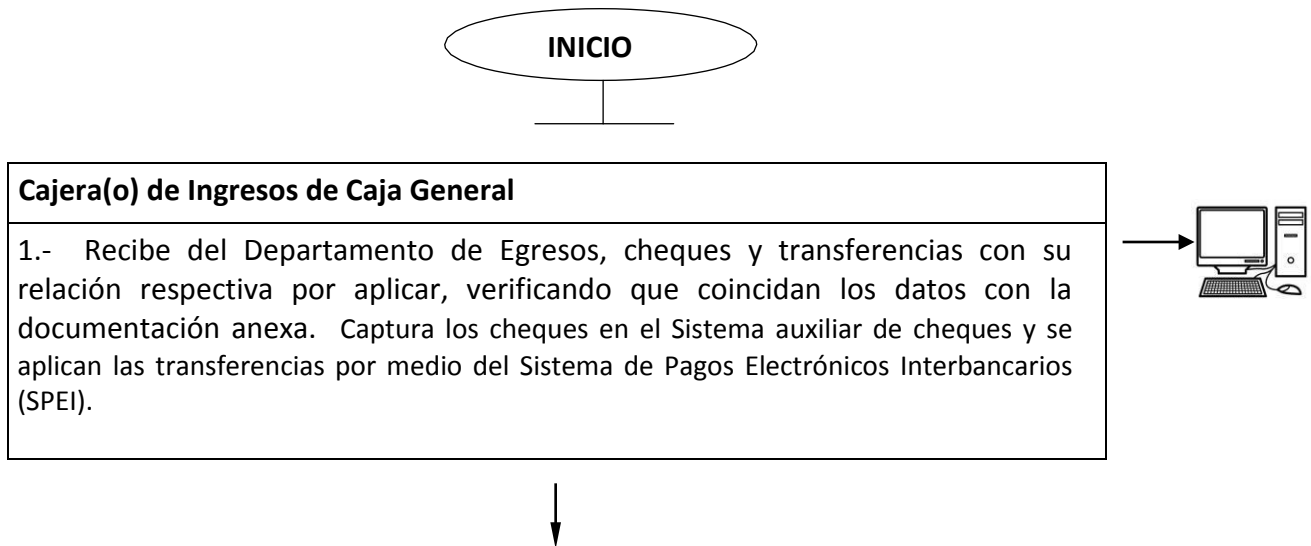 INICIO
Cajera(o) de Ingresos de Caja General
1.- Recibe del Departamento de Egresos, cheques y transferencias con su
relación respectiva por aplicar, verificando que coincidan los datos con la
documentación anexa. Captura los cheques en el Sistema auxiliar de cheques y se
aplican las transferencias por medio del Sistema de Pagos Electrónicos Interbancarios
(SPEI).